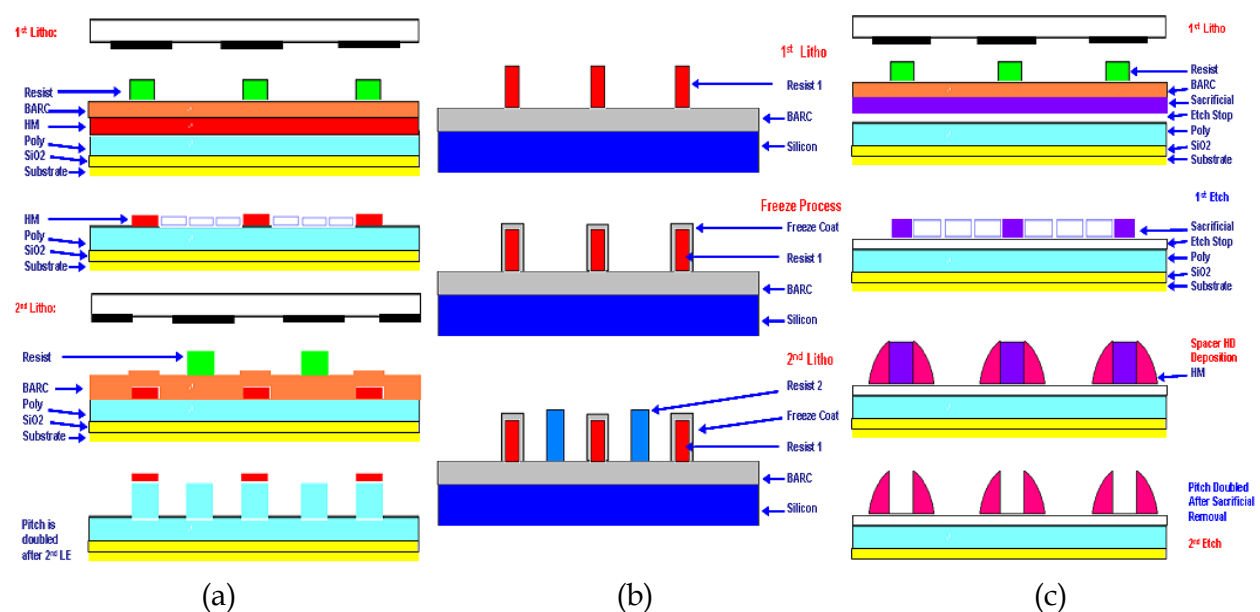 1st Litho:
Resist
BARC
HM
Poly
SiO2
Substrate
HM
Poly
SiO2
Substrate
2nd Litho:
Resist
BARC
Poly
SiO2
Substrate
Pitch is
doubled
after 2nd LE
(a)
1st Litho
Resist 1
BARC
Silicon
Freeze Process
Freeze Coat
Resist 1
BARC
Silicon
2nd Litho
Resist 2
Freeze Coat
Resist 1
BARC
Silicon
(b)
1st Litho
Resist
BARC
Sacrificial
Etch Stop
Poly
SiO2
Substrate
1st Etch
Sacrificial
Etch Stop
Poly
SiO2
Substrate
Spacer HD
Deposition
HM
Pitch Doubled
After Sacrificial
Removal
2nd Etch
(c)